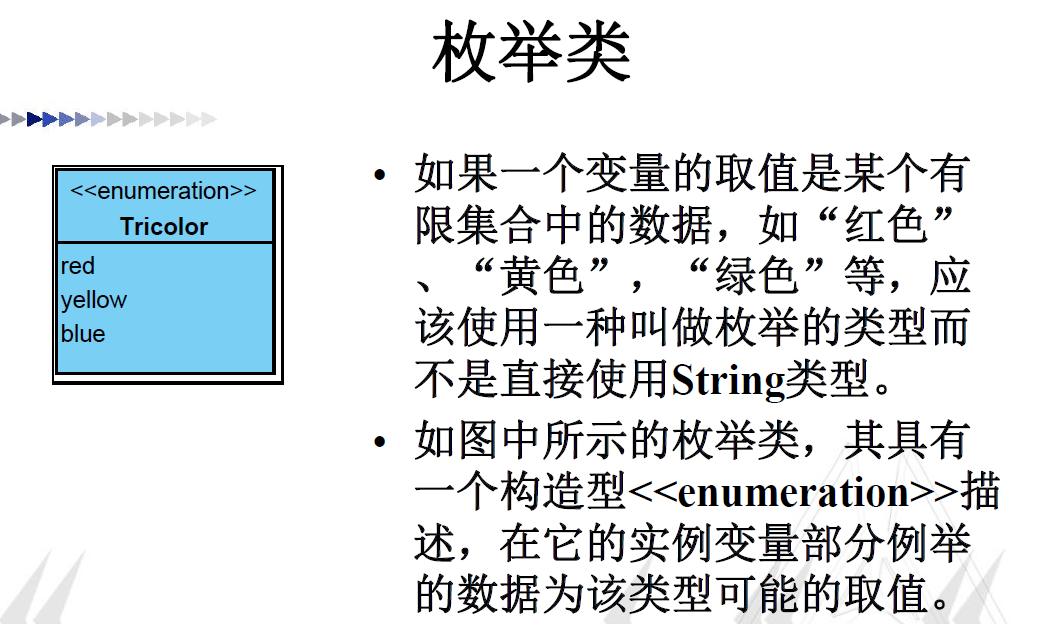 枚举类
<<enumeration>>
Tricolor
red
yellow
blue
• 如果一个变量的取值是某个有
限集合中的数据，如“红色”
、“黄色”，“绿色”等，应
该使用一种叫做枚举的类型而
不是直接使用String类型。
• 如图中所示的枚举类，其具有
一个构造型<<enumeration>>描
述，在它的实例变量部分例举
的数据为该类型可能的取值。